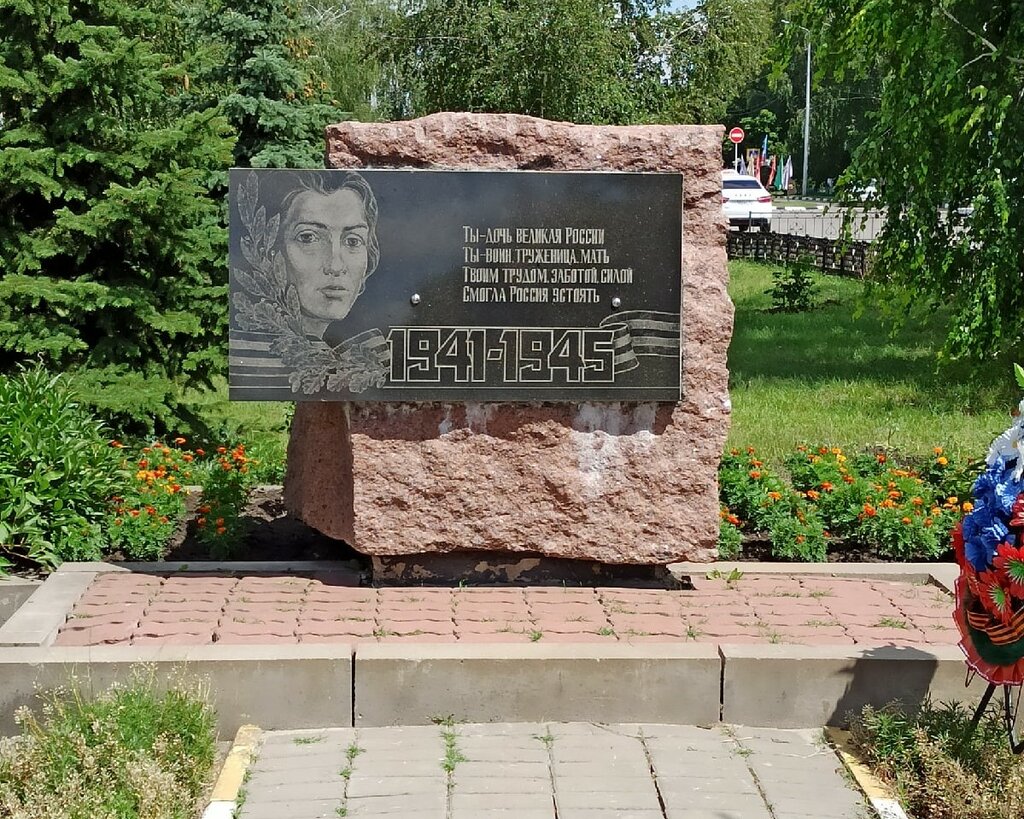 Ты-дочь великая России
Ты-воин, труженица, мать
Твоим трудом, заботой, силой
Смогла Россия устоять
1941-1945